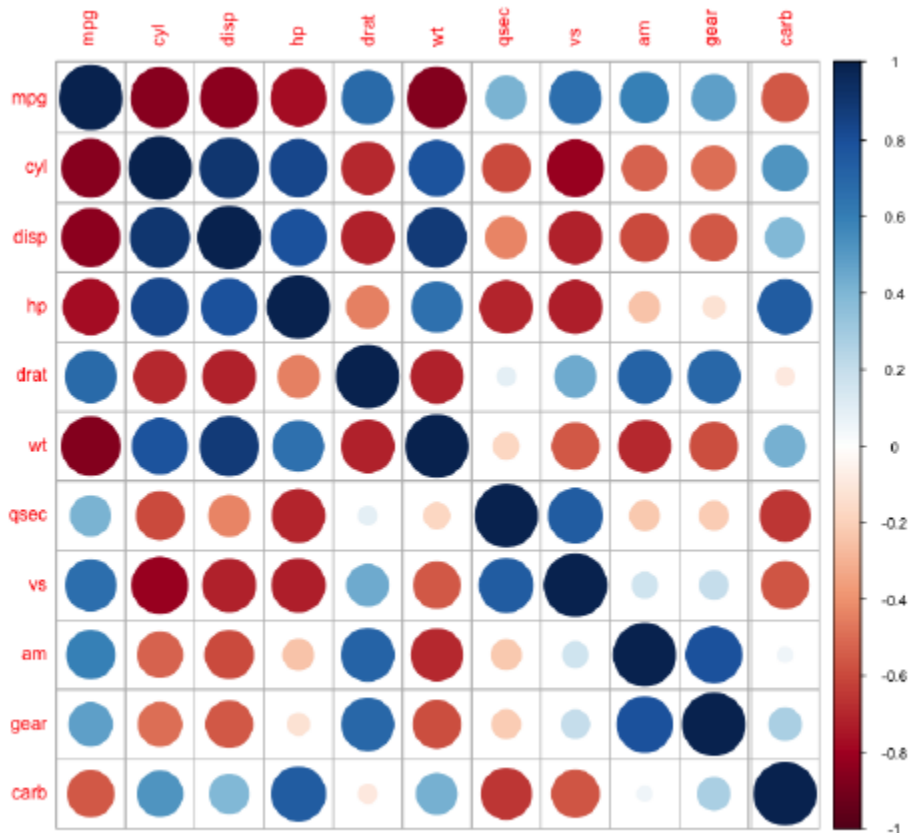 mpg cyl disp hp drat wt qsec vs am gear carb
mpg
cyl
disp
hp
drat
wt
qsec
vs
am
gear
carb
1
0.8
0.6
0.4
0.2
0
-0.2
-0.4
-0.6
-0.8
-1